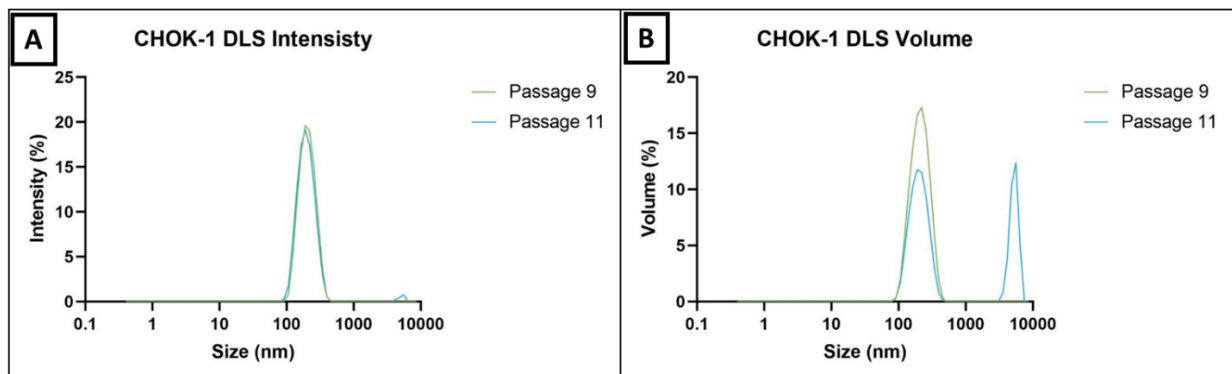 A
CHOK-1 DLS Intensisty
25
20
15
10
5
0
Intensity (%)
0.1 1 10 100 1000 10000
Size (nm)
Passage 9
Passage 11
B
CHOK-1 DLS Volume
20
15
10
5
0
Volume (%)
0.1 1 10 100 1000 10000
Size (nm)
Passage 9
Passage 11